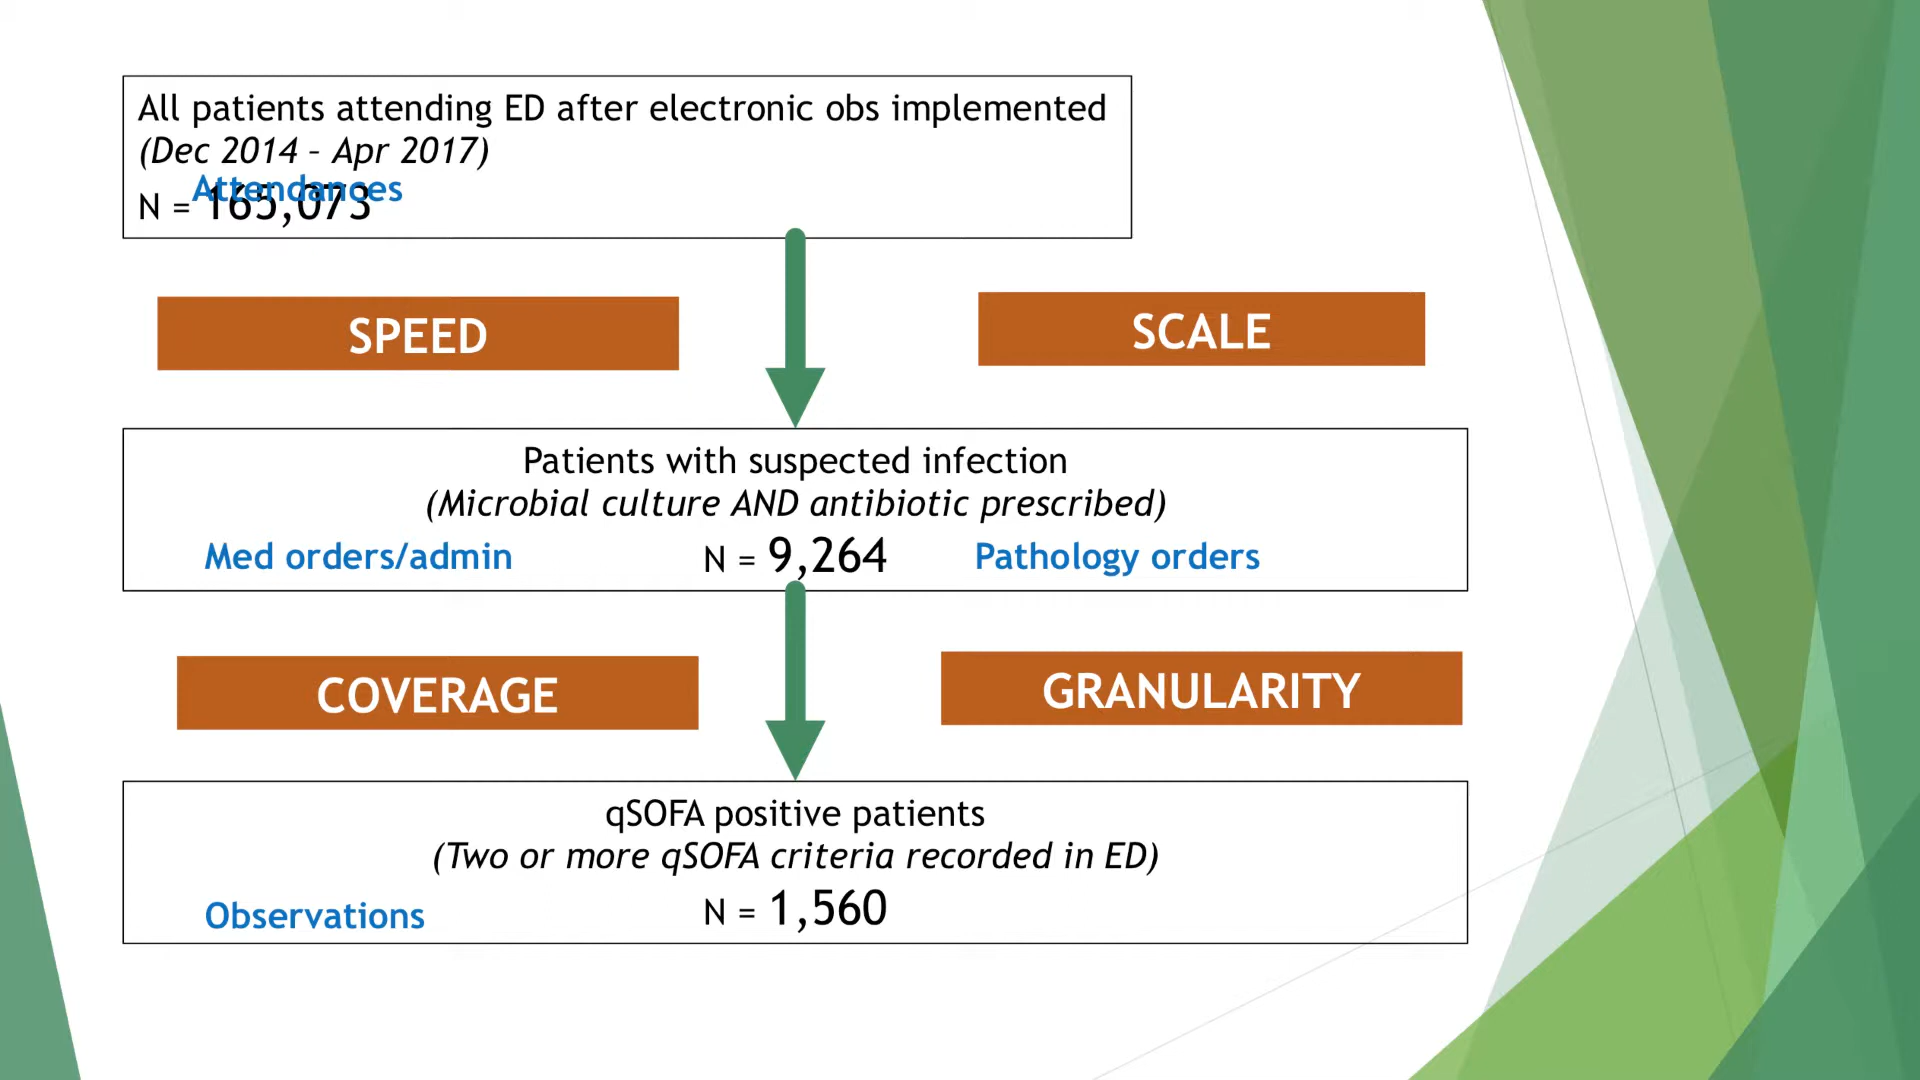 All patients attending ED after electronic obs implemented
(Dec 2014 – Apr 2017)
Attendances
N = 165,073
SPEED
SCALE
Patients with suspected infection
(Microbial culture AND antibiotic prescribed)
Med orders/admin
N = 9,264
Pathology orders
COVERAGE
GRANULARITY
qSOFA positive patients
(Two or more qSOFA criteria recorded in ED)
Observations
N = 1,560